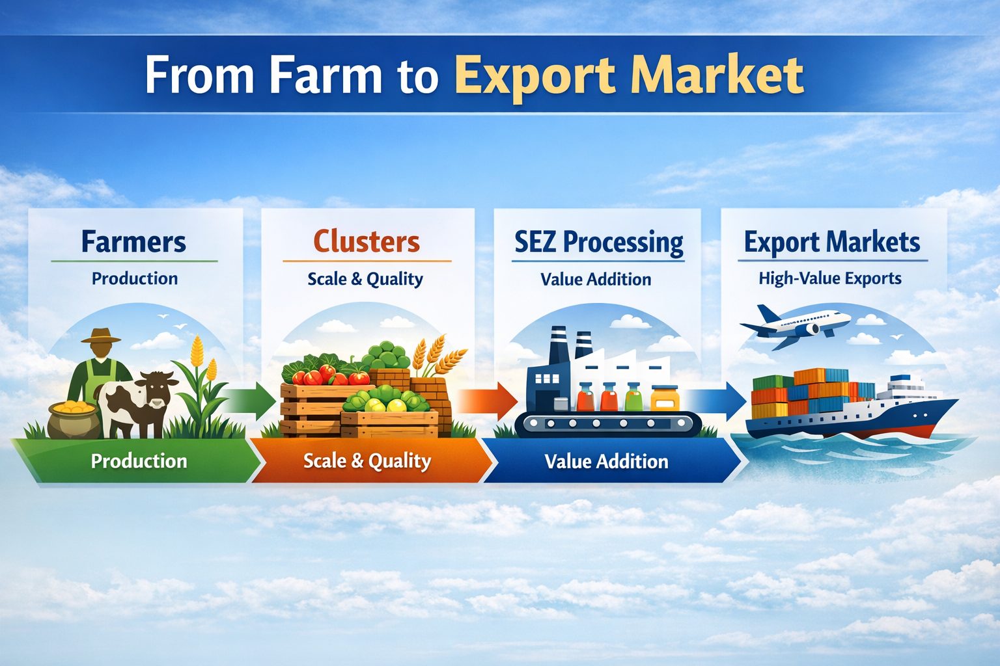 From Farm to Export Market
Farmers
Production
Clusters
Scale & Quality
SEZ Processing
Value Addition
Export Markets
High-Value Exports
Production
Scale & Quality
Value Addition